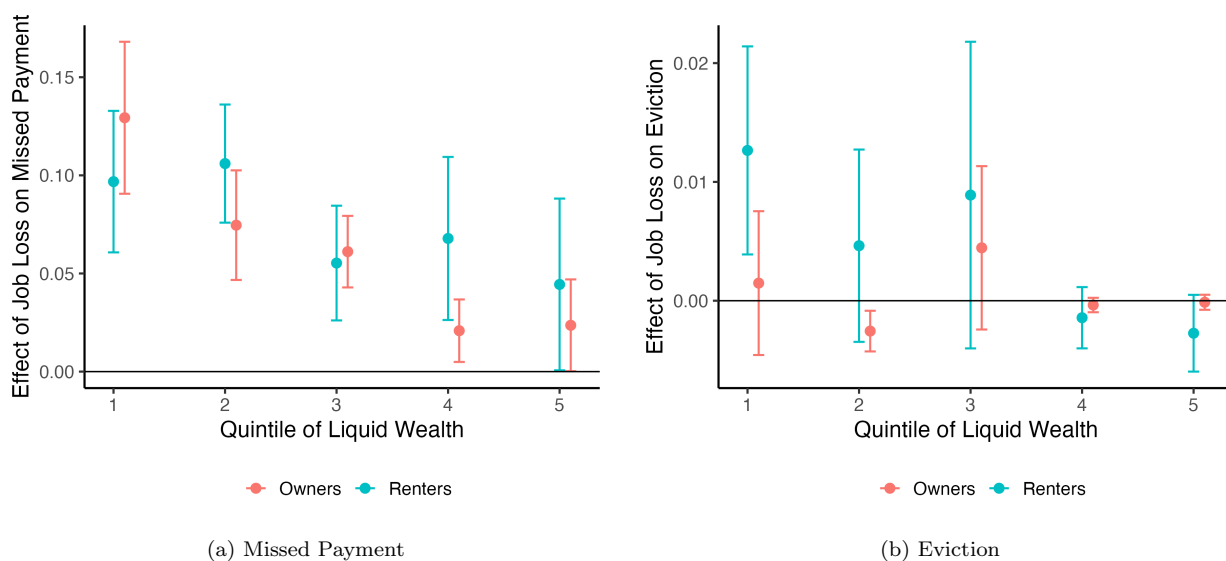 Effect of Job Loss on Missed Payment
0.15
0.10
0.05
0.00
1 2 3 4 5
Quintile of Liquid Wealth
Owners Renters
(a) Missed Payment
Effect of Job Loss on Eviction
0.02
0.01
0.00
1 2 3 4 5
Quintile of Liquid Wealth
Owners Renters
(b) Eviction